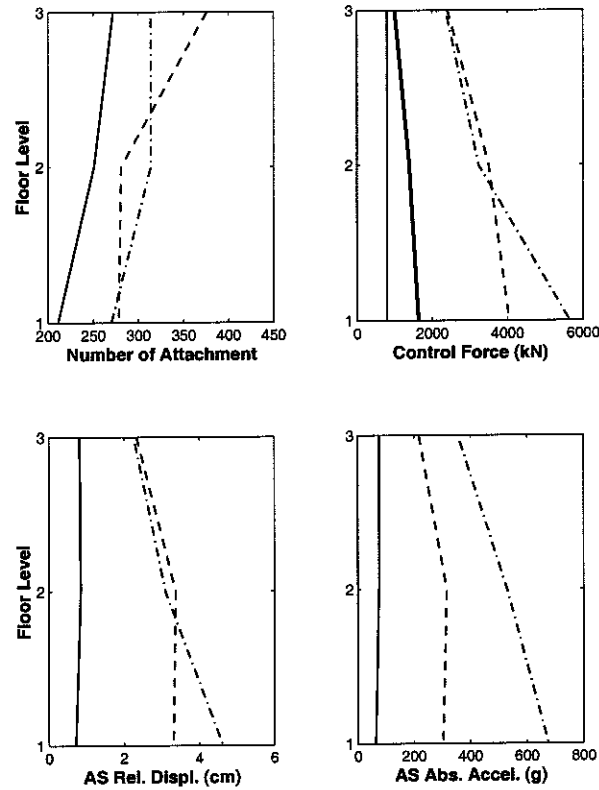 3
2
1
Floor Level
200 250 300 350 400 450
Number of Attachment
3
2
1
0 2000 4000 6000
Control Force (kN)
3
2
1
Floor Level
0 2 4 6
AS Rel. Displ. (cm)
3
2
1
0 200 400 600 800
AS Abs. Accel. (g)